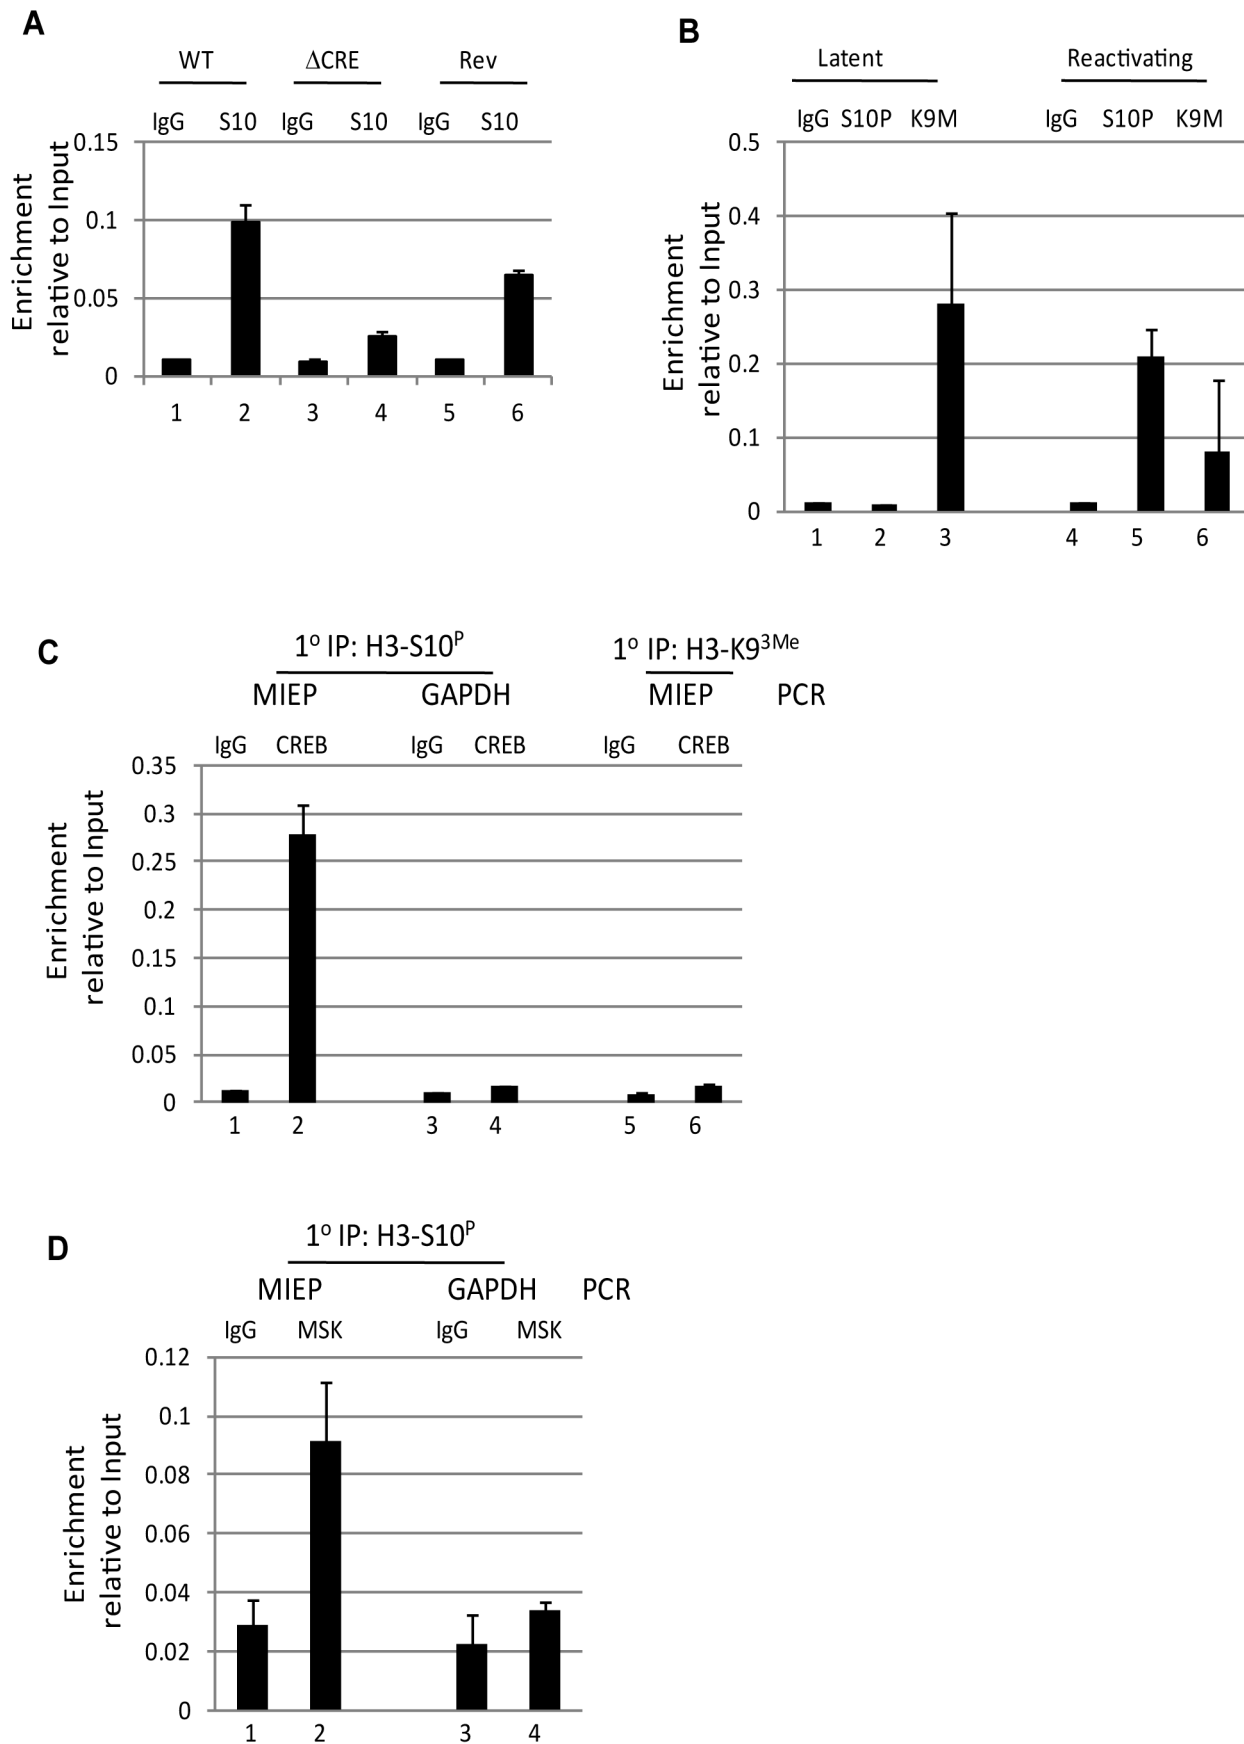 A
WT ΔCRE Rev
IgG S10 IgG S10 IgG S10
Enrichment
relative to Input
0.15
0.1
0.05
0
1 2 3 4 5 6
B
Latent Reactivating
IgG S10P K9M IgG S10P K9M
Enrichment
relative to Input
0.5
0.4
0.3
0.2
0.1
0
1 2 3 4 5 6
C
1º IP: H3-S10ᴾ 1º IP: H3-K9³ᴹᵉ
MIEP GAPDH MIEP PCR
IgG CREB IgG CREB IgG CREB
Enrichment
relative to Input
0.35
0.3
0.25
0.2
0.15
0.1
0.05
0
1 2 3 4 5 6
D
1º IP: H3-S10ᴾ
MIEP GAPDH PCR
IgG MSK IgG MSK
Enrichment
relative to Input
0.12
0.1
0.08
0.06
0.04
0.02
0
1 2 3 4